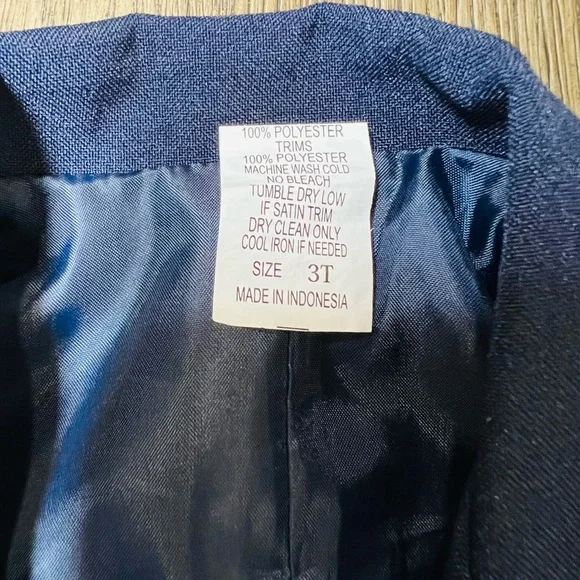 100% POLYESTER
TRIMS
100% POLYESTER
MACHINE WASH COLD
NO BLEACH
TUMBLE DRY LOW
IF SATIN TRIM
DRY CLEAN ONLY
COOL IRON IF NEEDED
SIZE 3T
MADE IN INDONESIA